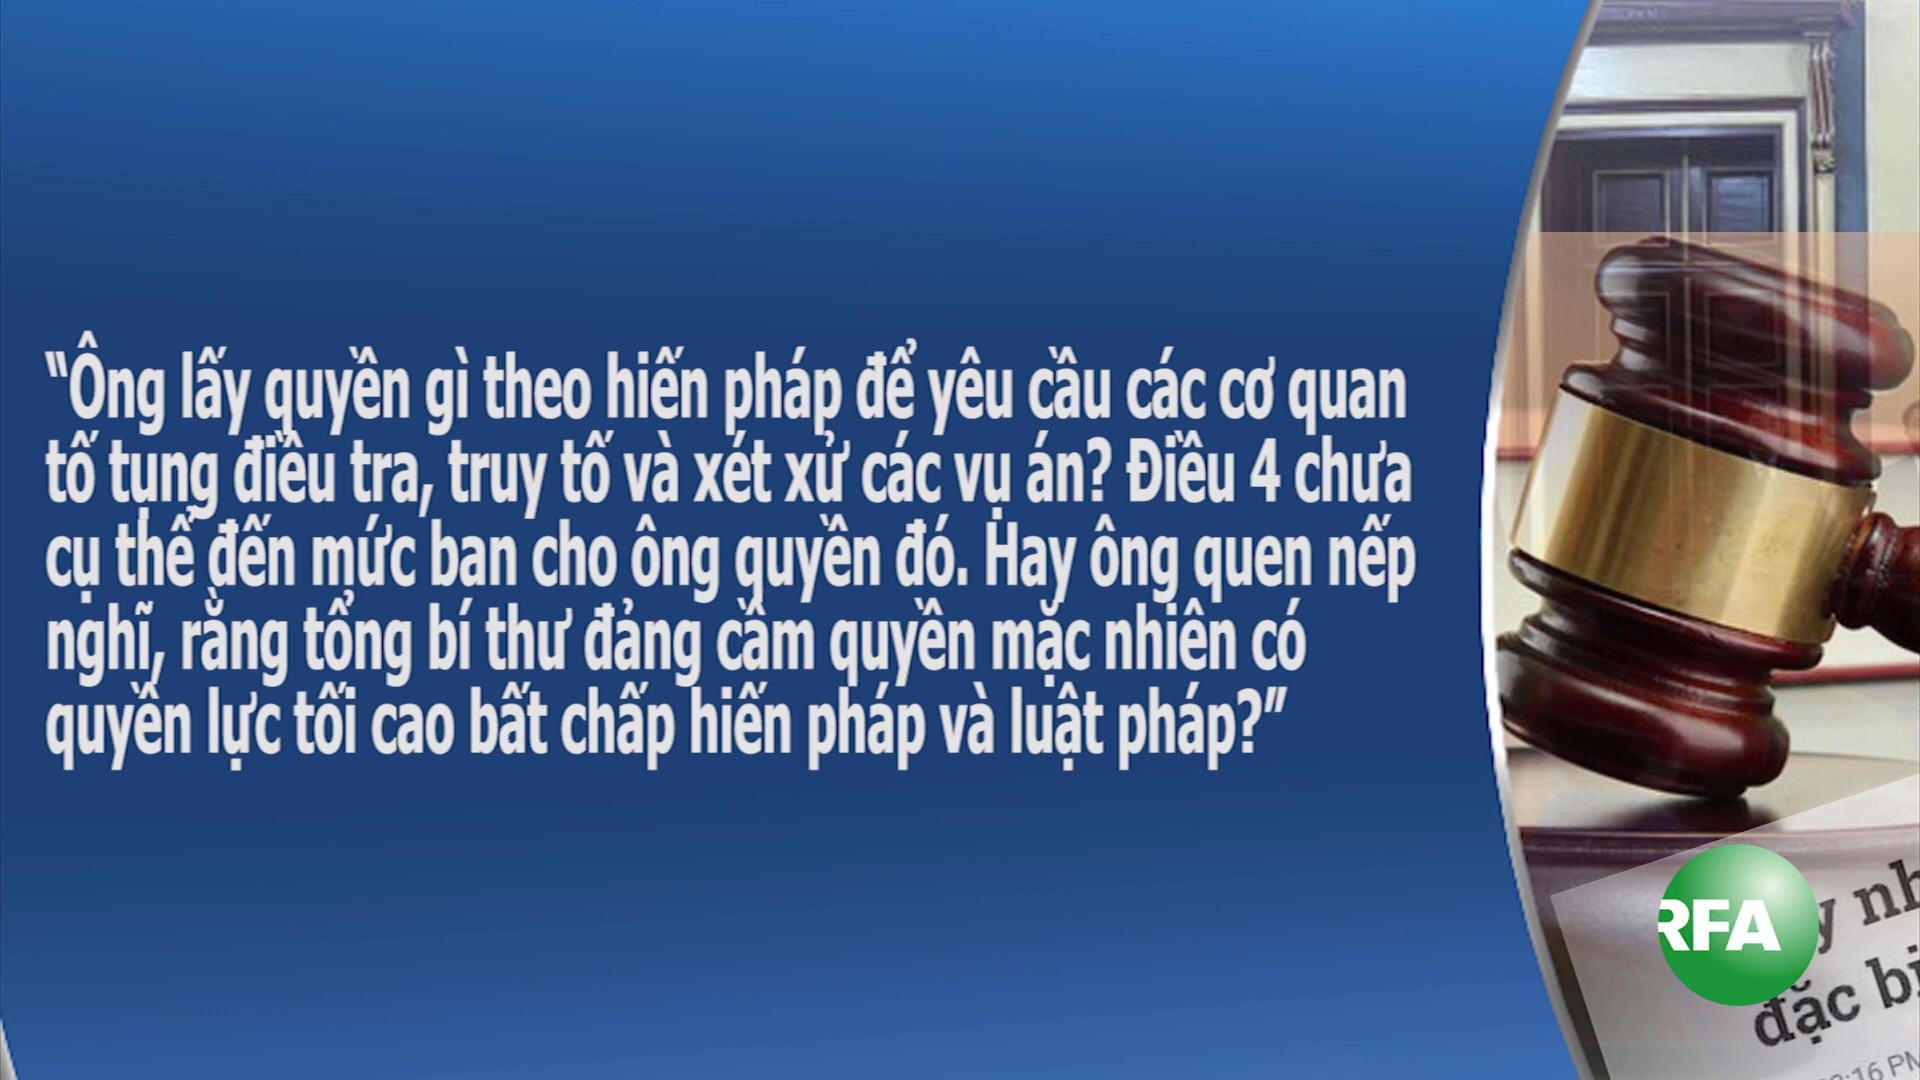 “Ông lấy quyền gì theo hiến pháp để yêu cầu các cơ quan
tố tụng điều tra, truy tố và xét xử các vụ án? Điều 4 chưa
cụ thể đến mức ban cho ông quyền đó. Hay ông quen nếp
nghĩ, rằng tổng bí thư đảng cầm quyền mặc nhiên có
quyền lực tối cao bất chấp hiến pháp và luật pháp?”
RFA
đặc
:16 PM